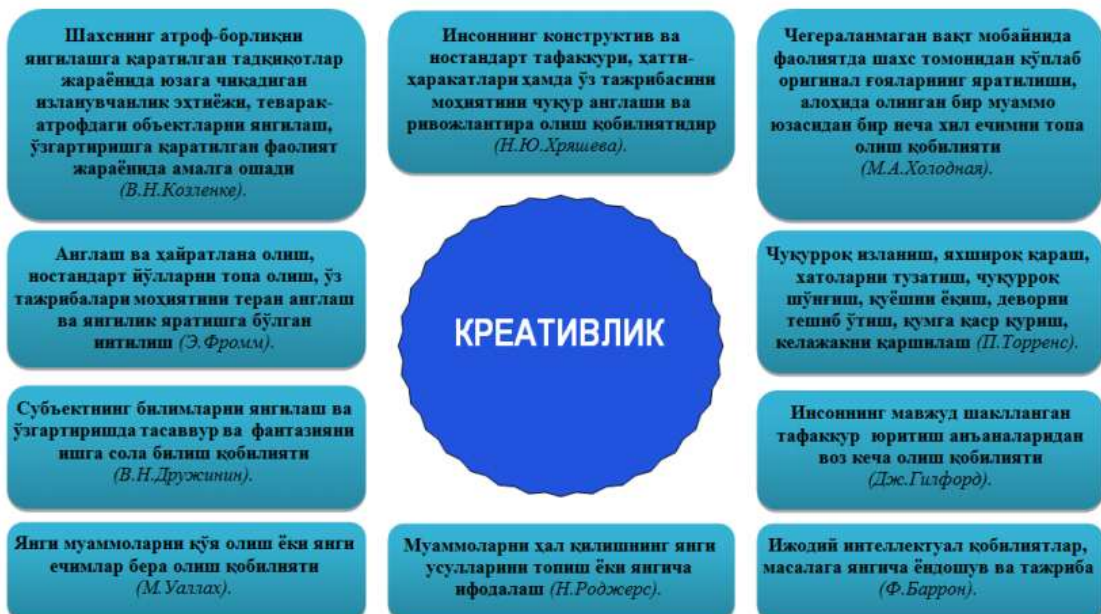 Шахснинг атроф-борлиқни
янгилашга қаратилган тадқиқотлар
жараёнида юзага чиқадиган
изланувчанлик эҳтиёжи, теварак-
атрофдаги объектларни янгилаш,
ўзгартиришга қаратилган фаолият
жараёнида амалга ошади
(В.Н.Козленке).
Инсоннинг конструктив ва
ностандарт тафаккури, ҳатти-
ҳаракатлари ҳамда ўз тажрибасини
моҳиятини чуқур англаши ва
ривожлантира олиш қобилиятидир
(Н.Ю.Хряшева).
Чегераланмаган вақт мобайнида
фаолиятда шахс томонидан кўплаб
оригинал ғояларнинг яратилиши,
алоҳида олинган бир муаммо
юзасидан бир неча хил ечимни топа
олиш қобилияти
(М.А.Холодная).
Англаш ва ҳайратлана олиш,
ностандарт йўлларни топа олиш, ўз
тажрибалари моҳиятини теран англаш
ва янгилик яратишга бўлган
интилиш (Э.Фромм).
КРЕАТИВЛИК
Чуқурроқ изланиш, яхшироқ қараш,
хатоларни тузатиш, чуқурроқ
шўнғиш, қуёшни ёқиш, деворни
тешиб ўтиш, қумга қаср қуриш,
келажакни қаршилаш (П.Торренс).
Субъектнинг билимларни янгилаш ва
ўзгартиришда тасаввур ва фантазияни
ишга сола билиш қобилияти
(В.Н.Дружинин).
Инсоннинг мавжуд шаклланган
тафаккур юритиш анъаналаридан
воз кеча олиш қобилияти
(Дж.Гилфорд).
Янги муаммоларни қўя олиш ёки янги
ечимлар бера олиш қобилияти
(М.Уаллах).
Муаммоларни ҳал қилишнинг янги
усулларини топиш ёки янгича
ифодалаш (Н.Роджерс).
Ижодий интеллектуал қобилиятлар,
масалага янгича ёндошув ва тажриба
(Ф.Баррон).